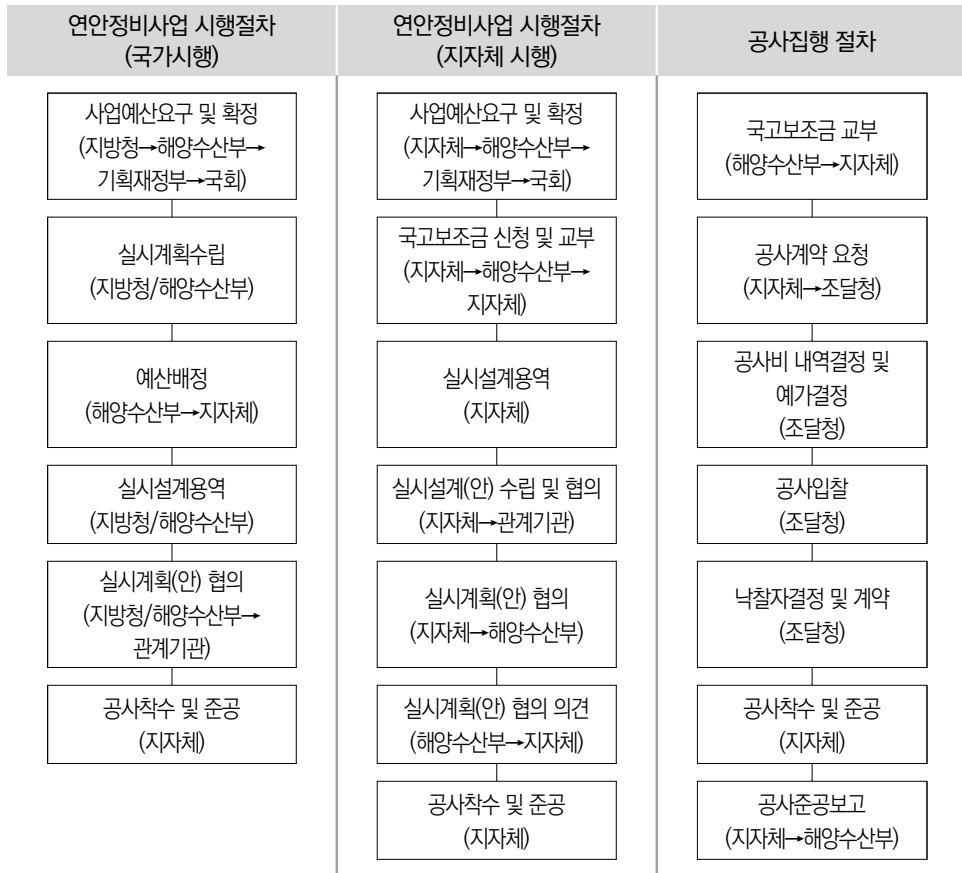 연안정비사업 시행절차
(국가시행)
사업예산요구 및 확정
(지방청→해양수산부→
기획재정부→국회)
실시계획수립
(지방청/해양수산부)
예산배정
(해양수산부→지자체)
실시설계용역
(지방청/해양수산부)
실시계획(안) 협의
(지방청/해양수산부→
관계기관)
공사착수 및 준공
(지자체)
연안정비사업 시행절차
(지자체 시행)
사업예산요구 및 확정
(지자체→해양수산부→
기획재정부→국회)
국고보조금 신청 및 교부
(지자체→해양수산부→
지자체)
실시설계용역
(지자체)
실시설계(안) 수립 및 협의
(지자체→관계기관)
실시계획(안) 협의
(지자체→해양수산부)
실시계획(안) 협의 의견
(해양수산부→지자체)
공사착수 및 준공
(지자체)
공사집행 절차
국고보조금 교부
(해양수산부→지자체)
공사계약 요청
(지자체→조달청)
공사비 내역결정 및
예가결정
(조달청)
공사입찰
(조달청)
낙찰자결정 및 계약
(조달청)
공사착수 및 준공
(지자체)
공사준공보고
(지자체→해양수산부)